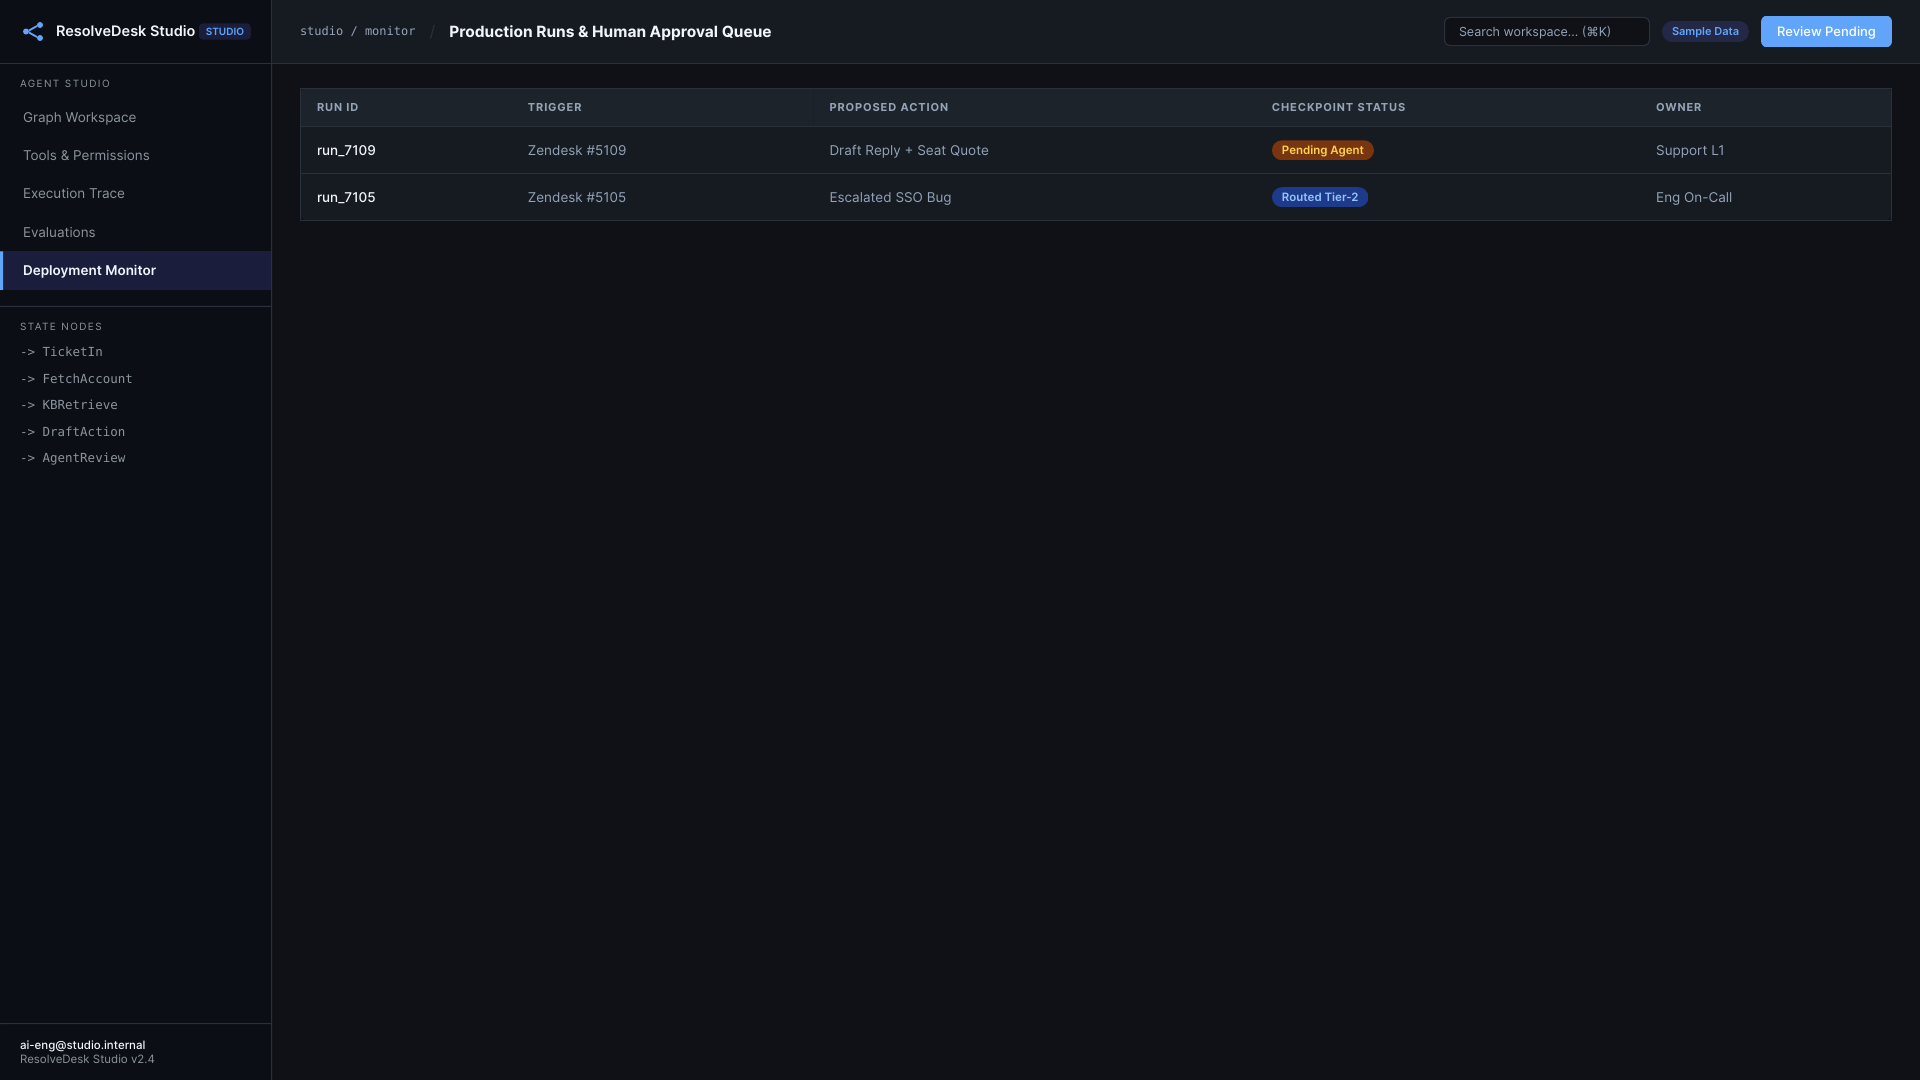 ResolveDesk Studio STUDIO
studio / monitor / Production Runs & Human Approval Queue
Search workspace... (⌘K)
Sample Data
Review Pending
AGENT STUDIO
Graph Workspace
Tools & Permissions
Execution Trace
Evaluations
Deployment Monitor
STATE NODES
-> TicketIn
-> FetchAccount
-> KBRetrieve
-> DraftAction
-> AgentReview
ai-eng@studio.internal
ResolveDesk Studio v2.4
RUN ID TRIGGER PROPOSED ACTION CHECKPOINT STATUS OWNER
run_7109 Zendesk #5109 Draft Reply + Seat Quote Pending Agent Support L1
run_7105 Zendesk #5105 Escalated SSO Bug Routed Tier-2 Eng On-Call